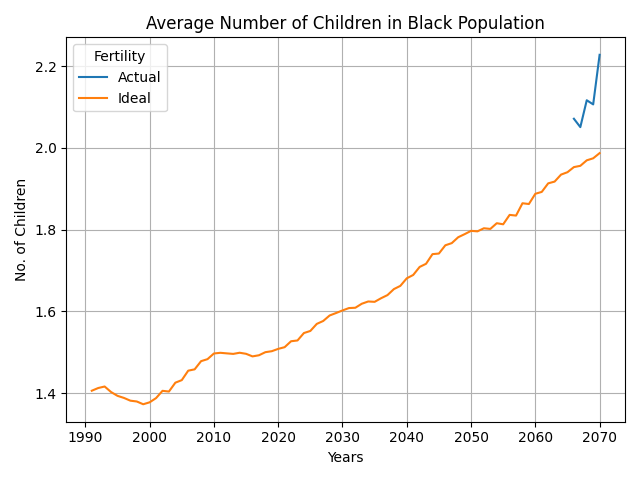 Average Number of Children in Black Population
Fertility
Actual
Ideal
No. of Children
2.2
2.0
1.8
1.6
1.4
1990 2000 2010 2020 2030 2040 2050 2060 2070
Years